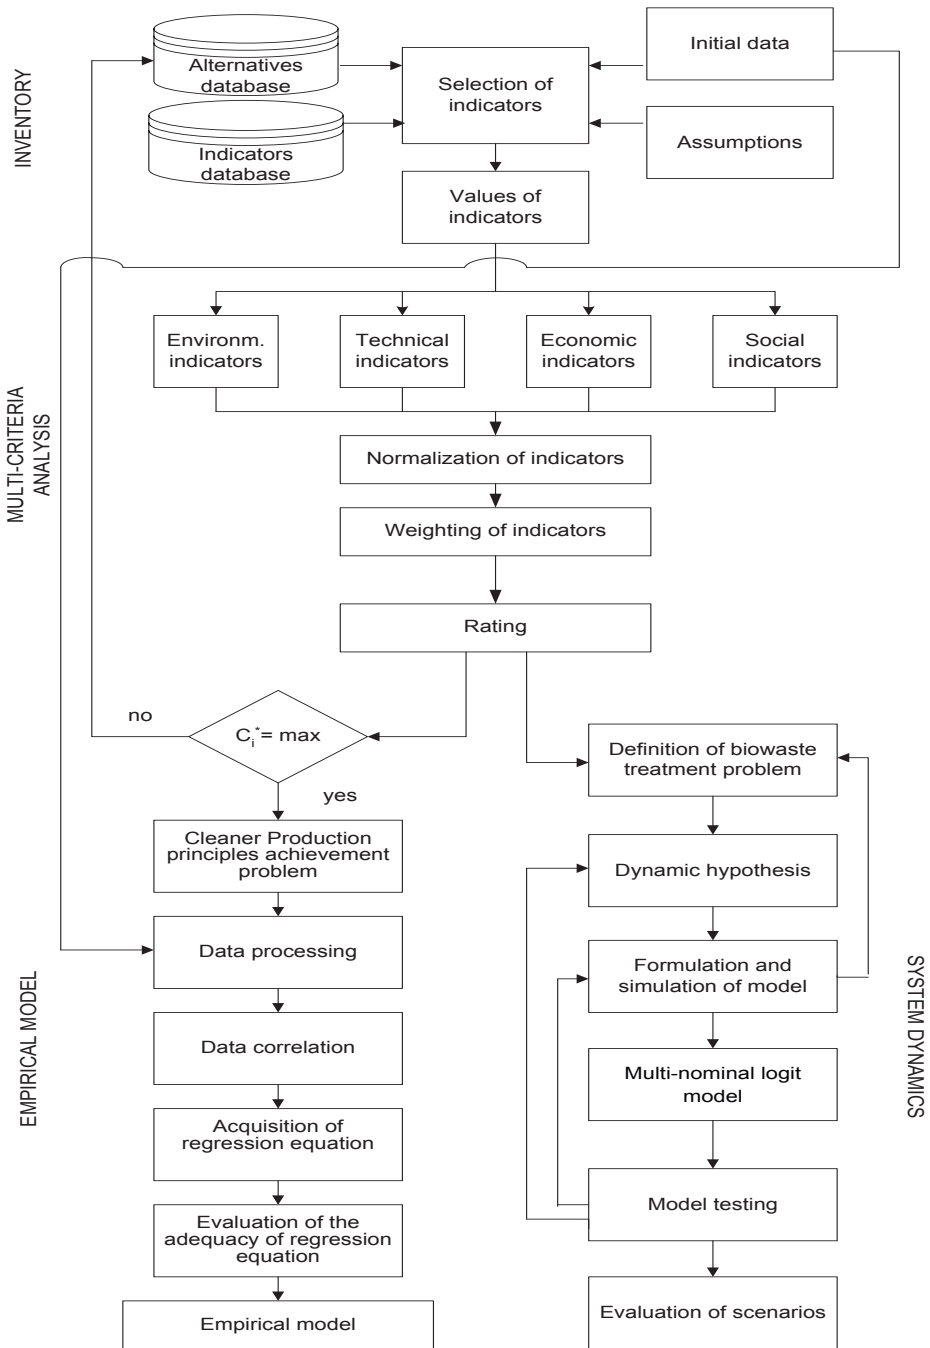 Alternatives
database
Indicators
database
Selection of
indicators
Initial data
Assumptions
Values of
indicators
INVENTORY
Environm.
indicators
Technical
indicators
Economic
indicators
Social
indicators
Normalization of indicators
Weighting of indicators
Rating
MULTI-CRITERIA
ANALYSIS
no
C*i = max
yes
Cleaner Production
principles achievement
problem
Data processing
Data correlation
Acquisition of
regression equation
Evaluation of the
adequacy of regression
equation
Empirical model
EMPIRICAL MODEL
Definition of biowaste
treatment problem
Dynamic hypothesis
Formulation and
simulation of model
Multi-nominal logit
model
Model testing
Evaluation of scenarios
SYSTEM DYNAMICS